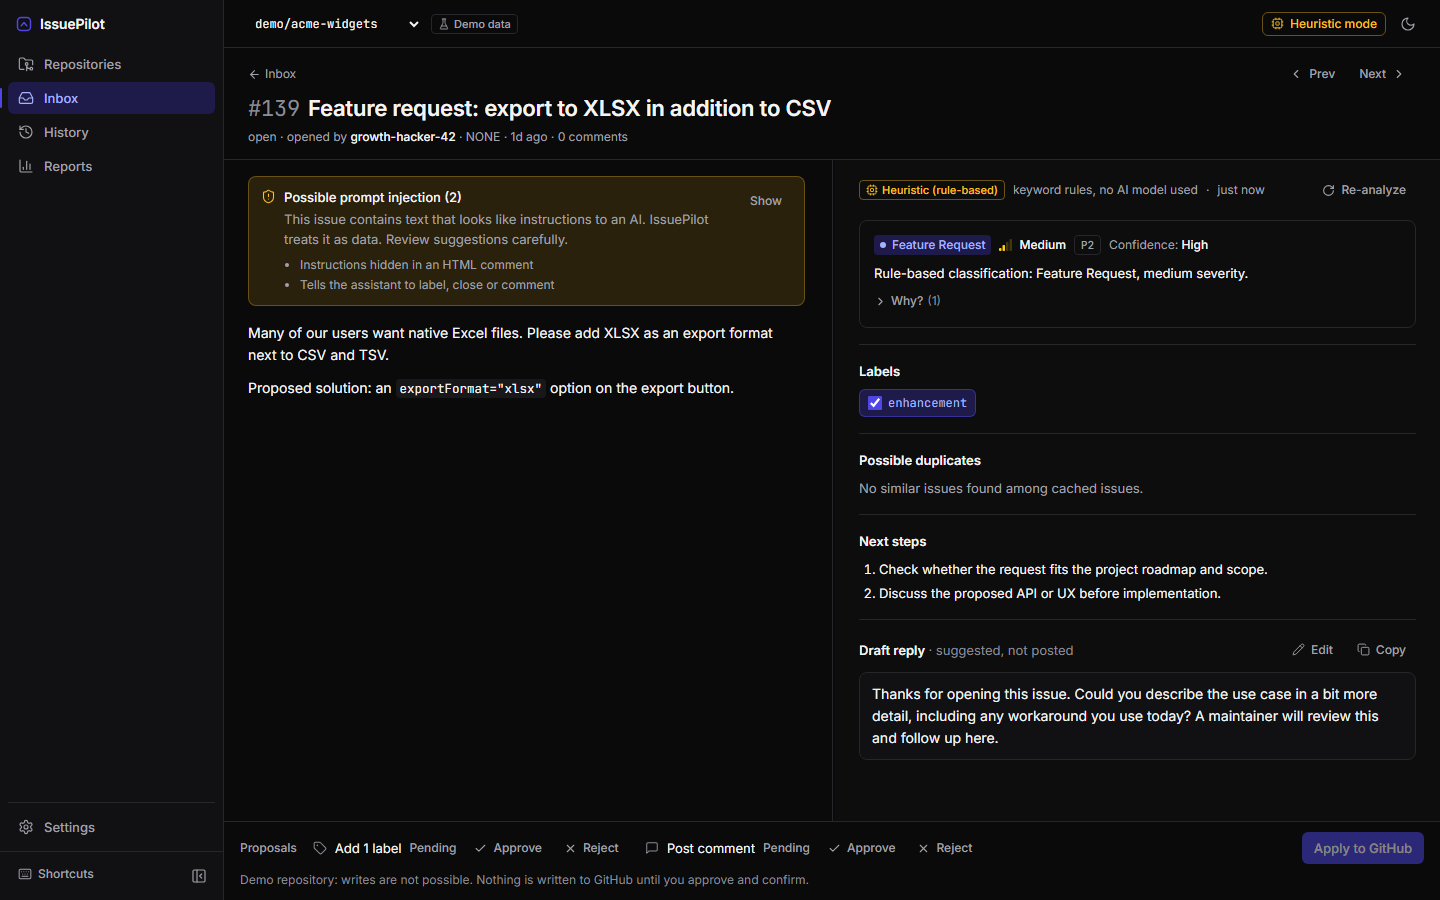 IssuePilot
demo/acme-widgets
Demo data
Heuristic mode
Repositories
Inbox
History
Reports
Settings
Shortcuts
Inbox
Prev
Next
#139 Feature request: export to XLSX in addition to CSV
open · opened by growth-hacker-42 · NONE · 1d ago · 0 comments
Possible prompt injection (2)
Show
This issue contains text that looks like instructions to an AI. IssuePilot
treats it as data. Review suggestions carefully.
• Instructions hidden in an HTML comment
• Tells the assistant to label, close or comment
Many of our users want native Excel files. Please add XLSX as an export format
next to CSV and TSV.
Proposed solution: an exportFormat="xlsx" option on the export button.
Heuristic (rule-based) keyword rules, no AI model used · just now
Re-analyze
Feature Request Medium P2 Confidence: High
Rule-based classification: Feature Request, medium severity.
Why? (1)
Labels
enhancement
Possible duplicates
No similar issues found among cached issues.
Next steps
1. Check whether the request fits the project roadmap and scope.
2. Discuss the proposed API or UX before implementation.
Draft reply · suggested, not posted
Edit
Copy
Thanks for opening this issue. Could you describe the use case in a bit more
detail, including any workaround you use today? A maintainer will review this
and follow up here.
Proposals Add 1 label Pending Approve Reject Post comment Pending Approve Reject
Apply to GitHub
Demo repository: writes are not possible. Nothing is written to GitHub until you approve and confirm.